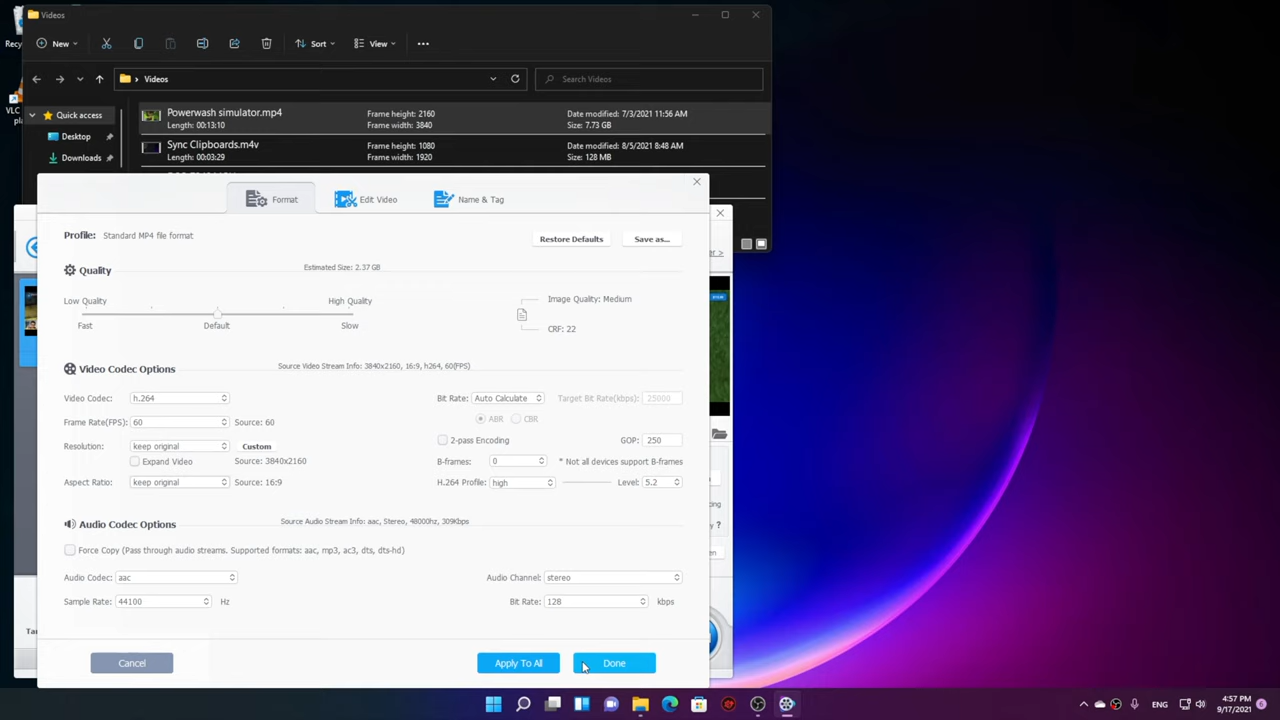 Videos
Recy
New
Sort
View
Videos
Search Videos
VLC
pla
Quick access
Desktop
Downloads
Powerwash simulator.mp4
Length: 00:13:10
Frame height: 2160
Frame width: 3840
Date modified: 7/3/2021 11:56 AM
Size: 7.73 GB
Sync Clipboards.m4v
Length: 00:03:29
Frame height: 1080
Frame width: 1920
Date modified: 8/5/2021 8:48 AM
Size: 128 MB
Format
Edit Video
Name & Tag
Profile: Standard MP4 file format
Restore Defaults
Save as...
Quality
Estimated Size: 2.37 GB
Low Quality
High Quality
Fast
Default
Slow
Image Quality: Medium
CRF: 22
Video Codec Options
Source Video Stream Info: 3840x2160, 16:9, h264, 60(FPS)
Video Codec: h.264
Frame Rate(FPS): 60 Source: 60
Resolution: keep original Custom
Expand Video Source: 3840x2160
Aspect Ratio: keep original Source: 16:9
Bit Rate: Auto Calculate Target Bit Rate(kbps): 25000
ABR CBR
2-pass Encoding GOP: 250
B-frames: 0 * Not all devices support B-frames
H.264 Profile: high Level: 5.2
Audio Codec Options
Source Audio Stream Info: aac, Stereo, 48000hz, 309Kbps
Force Copy (Pass through audio streams. Supported formats: aac, mp3, ac3, dts, dts-hd)
Audio Codec: aac
Audio Channel: stereo
Sample Rate: 44100 Hz
Bit Rate: 128 kbps
Cancel
Apply To All
Done
er >
ting
y ?
en
Tar
ENG
4:57 PM
9/17/2021
6